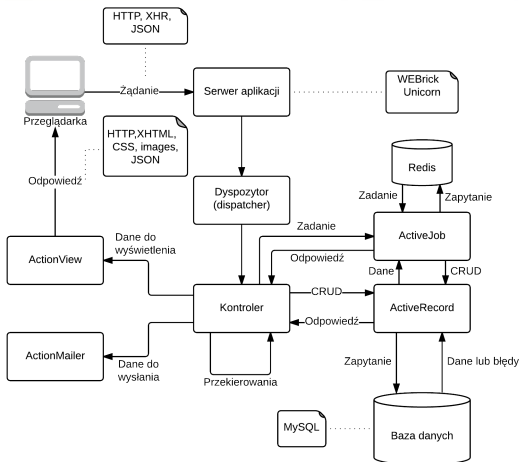 HTTP, XHR,
JSON
Żądanie
Serwer aplikacji
WEBrick
Unicorn
Przeglądarka
HTTP,XHTML,
CSS, images,
JSON
Odpowiedź
Dyspozytor
(dispatcher)
Redis
Zadanie
Zapytanie
ActiveJob
Zadanie
Odpowiedź
Dane do
wyświetlenia
ActionView
Dane
CRUD
Kontroler
CRUD
Odpowiedź
ActiveRecord
ActionMailer
Dane do
wysłania
Przekierowania
Zapytanie
Dane lub błędy
MySQL
Baza danych